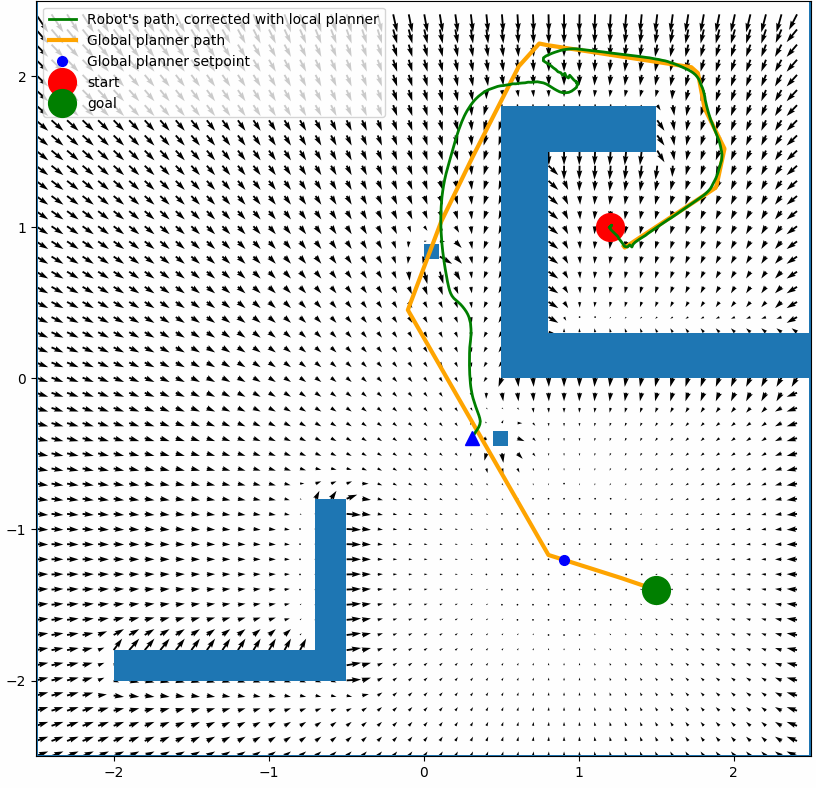 Robot's path, corrected with local planner
Global planner path
Global planner setpoint
start
goal
2
1
0
−1
−2
−2
−1
0
1
2